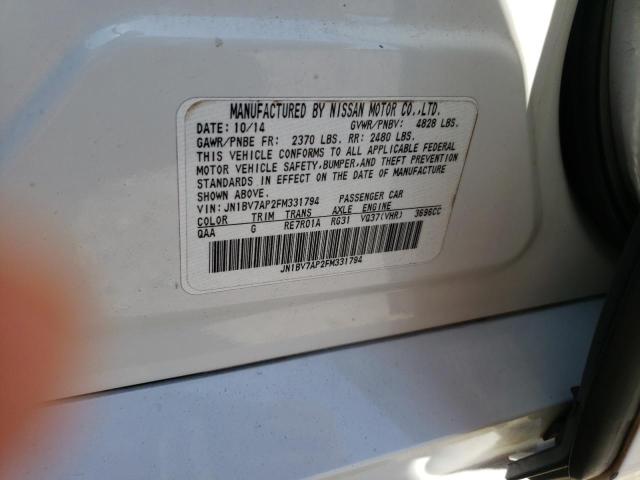 MANUFACTURED BY NISSAN MOTOR CO.,LTD.
DATE: 10/14 GVWR/PNBV: 4828 LBS.
GAWR/PNBE FR: 2370 LBS. RR: 2480 LBS.
THIS VEHICLE CONFORMS TO ALL APPLICABLE FEDERAL
MOTOR VEHICLE SAFETY,BUMPER,AND THEFT PREVENTION
STANDARDS IN EFFECT ON THE DATE OF MANUFACTURE
SHOWN ABOVE.
VIN: JN1BV7AP2FM331794 PASSENGER CAR
COLOR TRIM TRANS AXLE ENGINE
QAA G RE7R01A RG31 VQ37(VHR) 3696CC
JN1BV7AP2FM331794